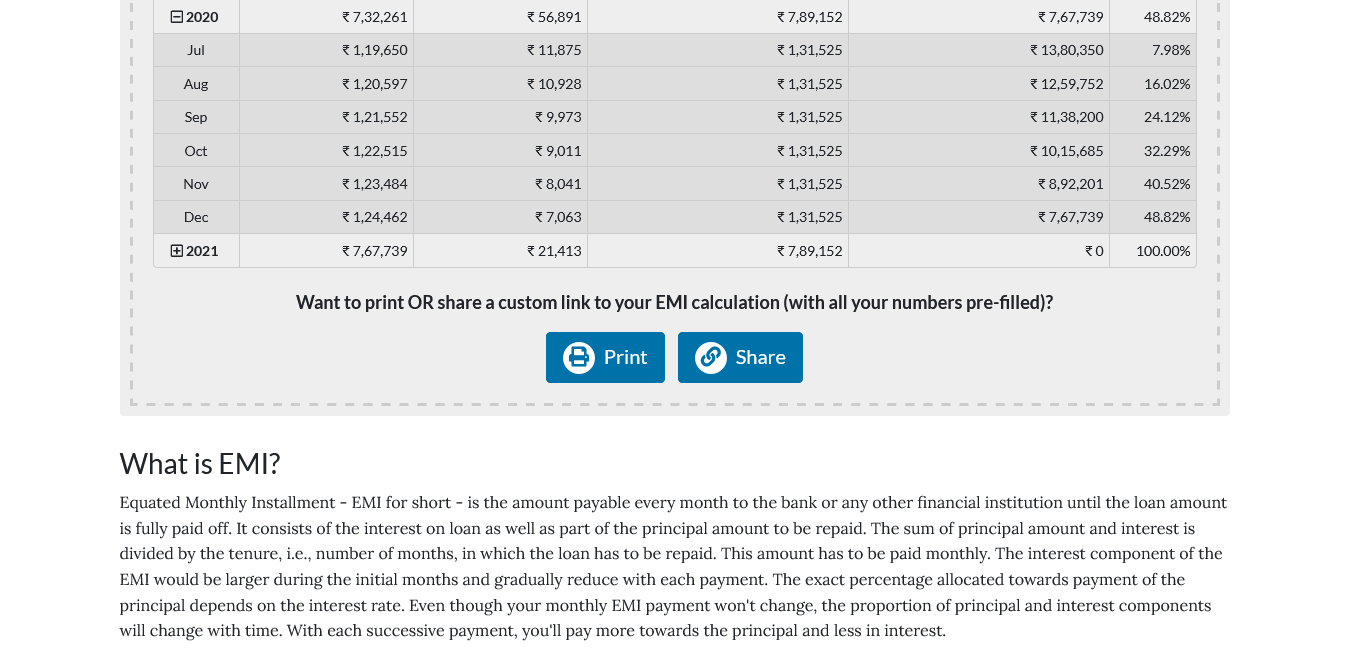 2020 ₹ 7,32,261 ₹ 56,891 ₹ 7,89,152 ₹ 7,67,739 48.82%
Jul ₹ 1,19,650 ₹ 11,875 ₹ 1,31,525 ₹ 13,80,350 7.98%
Aug ₹ 1,20,597 ₹ 10,928 ₹ 1,31,525 ₹ 12,59,752 16.02%
Sep ₹ 1,21,552 ₹ 9,973 ₹ 1,31,525 ₹ 11,38,200 24.12%
Oct ₹ 1,22,515 ₹ 9,011 ₹ 1,31,525 ₹ 10,15,685 32.29%
Nov ₹ 1,23,484 ₹ 8,041 ₹ 1,31,525 ₹ 8,92,201 40.52%
Dec ₹ 1,24,462 ₹ 7,063 ₹ 1,31,525 ₹ 7,67,739 48.82%
2021 ₹ 7,67,739 ₹ 21,413 ₹ 7,89,152 ₹ 0 100.00%
Want to print OR share a custom link to your EMI calculation (with all your numbers pre-filled)?
Print Share
What is EMI?
Equated Monthly Installment - EMI for short - is the amount payable every month to the bank or any other financial institution until the loan amount
is fully paid off. It consists of the interest on loan as well as part of the principal amount to be repaid. The sum of principal amount and interest is
divided by the tenure, i.e., number of months, in which the loan has to be repaid. This amount has to be paid monthly. The interest component of the
EMI would be larger during the initial months and gradually reduce with each payment. The exact percentage allocated towards payment of the
principal depends on the interest rate. Even though your monthly EMI payment won't change, the proportion of principal and interest components
will change with time. With each successive payment, you'll pay more towards the principal and less in interest.